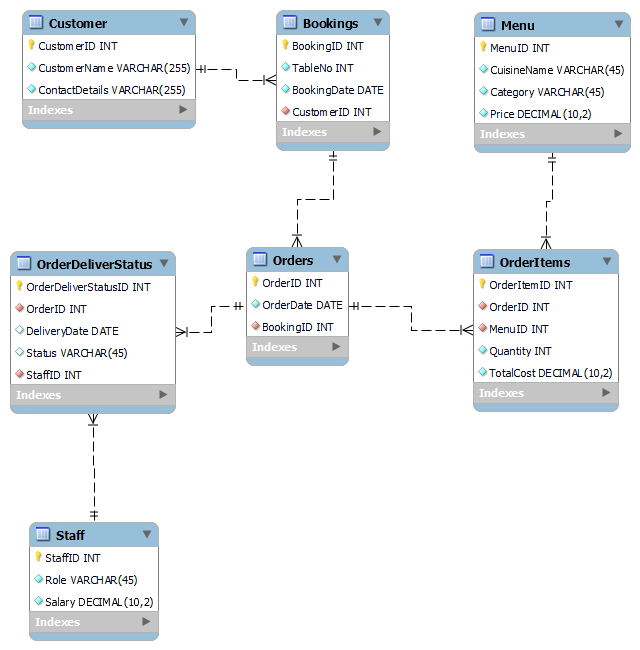 Customer
CustomerID INT
CustomerName VARCHAR(255)
ContactDetails VARCHAR(255)
Indexes
Bookings
BookingID INT
TableNo INT
BookingDate DATE
CustomerID INT
Indexes
Menu
MenuID INT
CuisineName VARCHAR(45)
Category VARCHAR(45)
Price DECIMAL(10,2)
Indexes
OrderDeliverStatus
OrderDeliverStatusID INT
OrderID INT
DeliveryDate DATE
Status VARCHAR(45)
StaffID INT
Indexes
Orders
OrderID INT
OrderDate DATE
BookingID INT
Indexes
OrderItems
OrderItemID INT
OrderID INT
MenuID INT
Quantity INT
TotalCost DECIMAL(10,2)
Indexes
Staff
StaffID INT
Role VARCHAR(45)
Salary DECIMAL(10,2)
Indexes